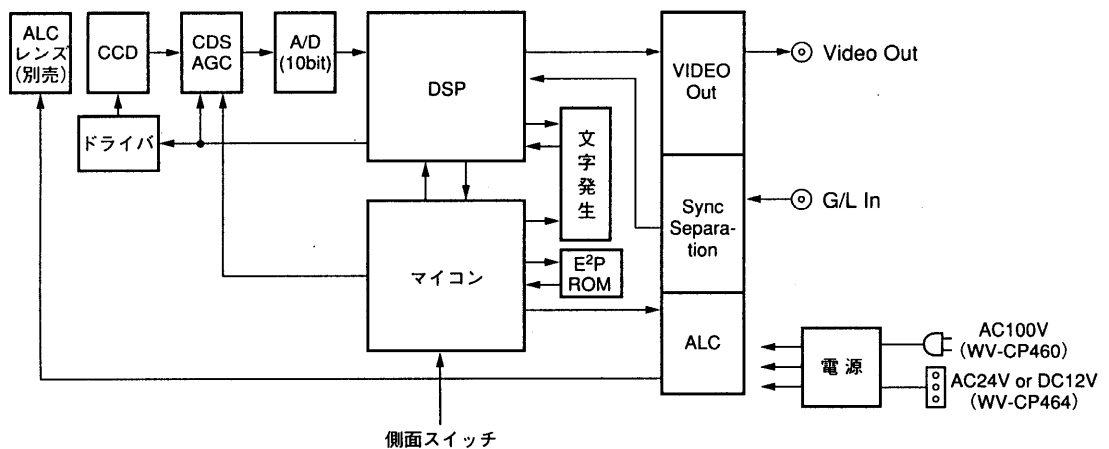 ALC
レンズ
(別売)
CCD
CDS
AGC
A/D
(10bit)
DSP
VIDEO
Out
Video Out
ドライバ
文
字
発
生
Sync
Separa-
tion
G/L In
マイコン
E²P
ROM
ALC
電源
AC100V
(WV-CP460)
AC24V or DC12V
(WV-CP464)
側面スイッチ